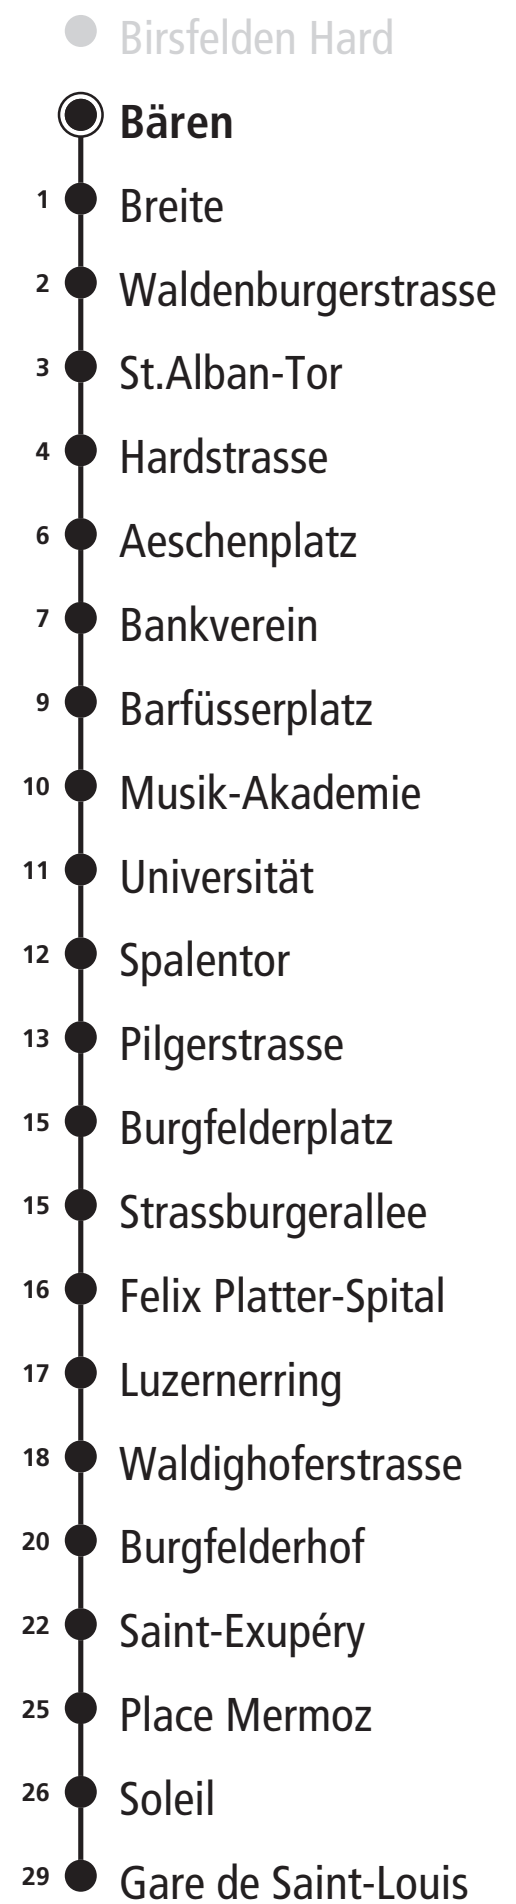 Birsfelden Hard
Bären
1 Breite
2 Waldenburgerstrasse
3 St.Alban-Tor
4 Hardstrasse
6 Aeschenplatz
7 Bankverein
9 Barfüsserplatz
10 Musik-Akademie
11 Universität
12 Spalentor
13 Pilgerstrasse
15 Burgfelderplatz
15 Strassburgerallee
16 Felix Platter-Spital
17 Luzernerring
18 Waldighoferstrasse
20 Burgfelderhof
22 Saint-Exupéry
25 Place Mermoz
26 Soleil
29 Gare de Saint-Louis